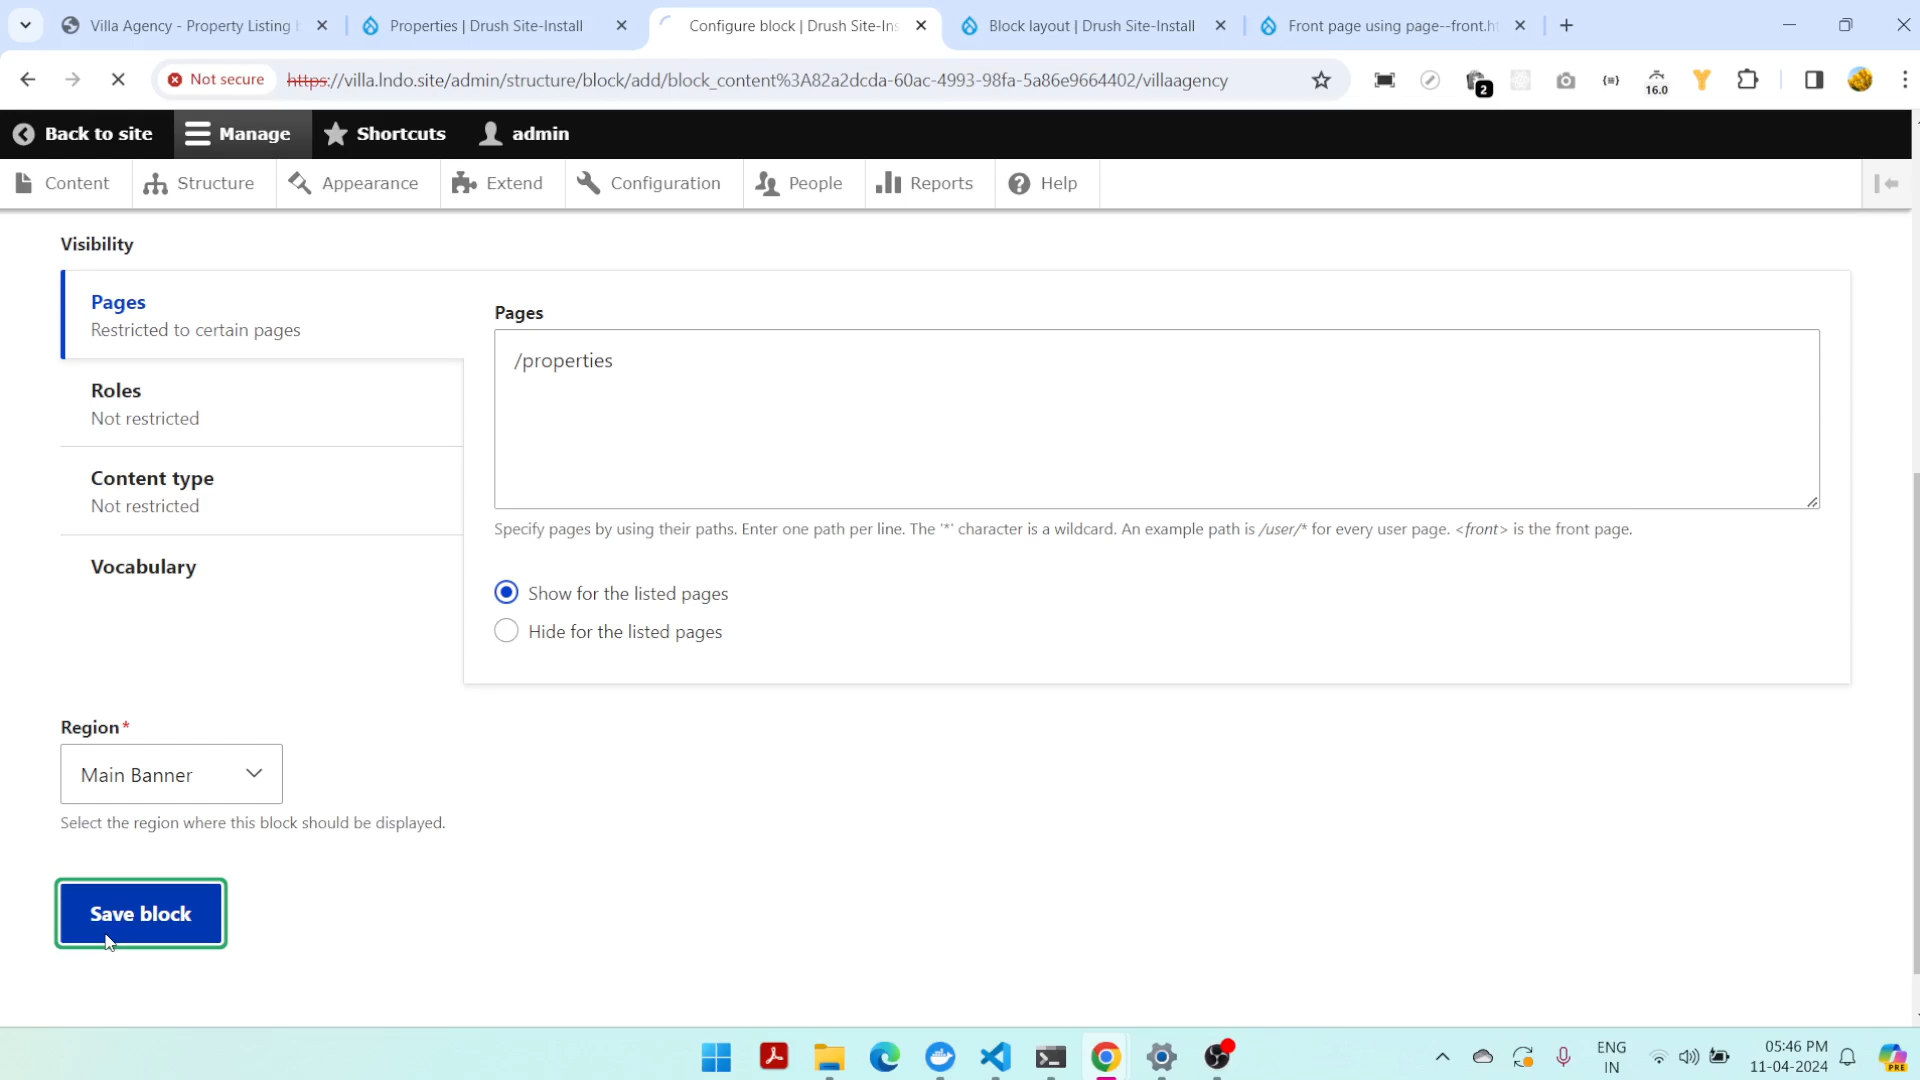 Villa Agency - Property Listing
Properties | Drush Site-Install
Configure block | Drush Site-Ins
Block layout | Drush Site-Install
Front page using page--front.ht
Not secure
https://villa.lndo.site/admin/structure/block/add/block_content%3A82a2dcda-60ac-4993-98fa-5a86e9664402/villaagency
2
16.0
Back to site
Manage
Shortcuts
admin
Content
Structure
Appearance
Extend
Configuration
People
Reports
Help
Visibility
Pages
Restricted to certain pages
Roles
Not restricted
Content type
Not restricted
Vocabulary
Pages
/properties
Specify pages by using their paths. Enter one path per line. The '*' character is a wildcard. An example path is /user/* for every user page. <front> is the front page.
Show for the listed pages
Hide for the listed pages
Region*
Main Banner
Select the region where this block should be displayed.
Save block
ENG
IN
05:46 PM
11-04-2024
PRE